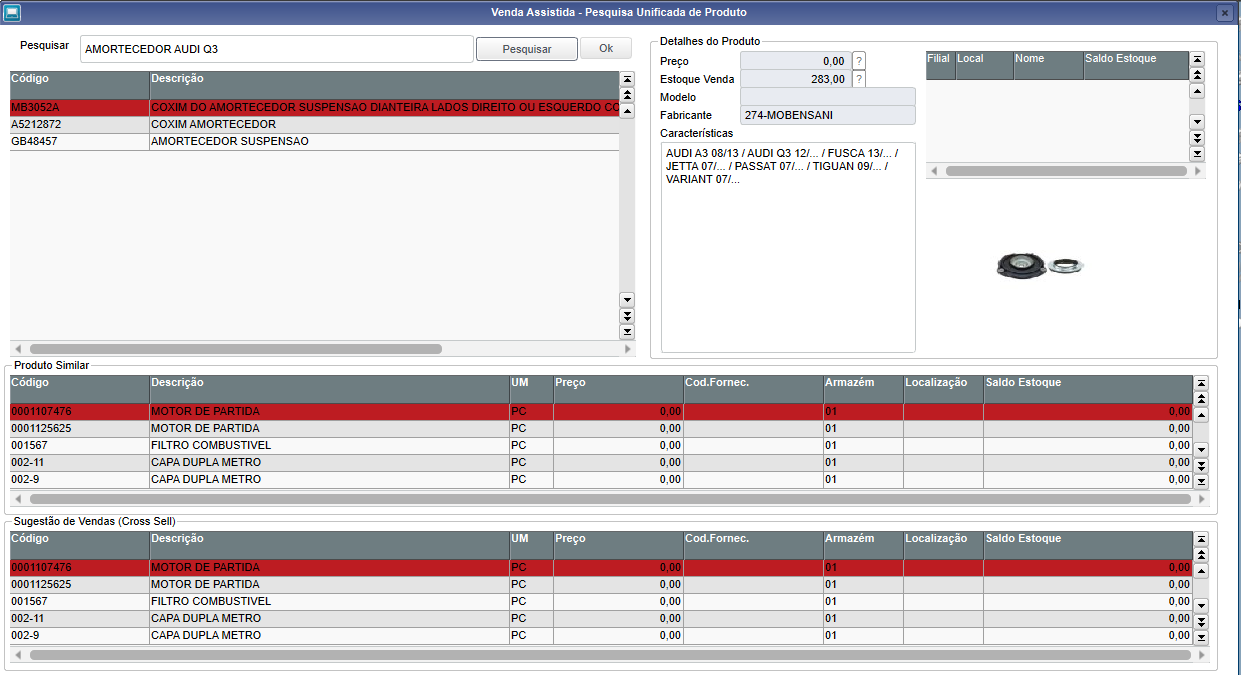 Venda Assistida - Pesquisa Unificada de Produto
Pesquisar AMORTECEDOR AUDI Q3 Pesquisar Ok
Código Descrição
MB3052A COXIM DO AMORTECEDOR SUSPENSAO DIANTEIRA LADOS DIREITO OU ESQUERDO CO
A5212872 COXIM AMORTECEDOR
GB48457 AMORTECEDOR SUSPENSAO
Detalhes do Produto
Preço 0,00 ?
Estoque Venda 283,00 ?
Modelo
Fabricante 274-MOBENSANI
Características
AUDI A3 08/13 / AUDI Q3 12/... / FUSCA 13/... /
JETTA 07/... / PASSAT 07/... / TIGUAN 09/... /
VARIANT 07/...
Filial Local Nome Saldo Estoque
Produto Similar
Código Descrição UM Preço Cod.Fornec. Armazém Localização Saldo Estoque
0001107476 MOTOR DE PARTIDA PC 0,00 01 0,00
0001125625 MOTOR DE PARTIDA PC 0,00 01 0,00
001567 FILTRO COMBUSTIVEL PC 0,00 01 0,00
002-11 CAPA DUPLA METRO PC 0,00 01 0,00
002-9 CAPA DUPLA METRO PC 0,00 01 0,00
Sugestão de Vendas (Cross Sell)
Código Descrição UM Preço Cod.Fornec. Armazém Localização Saldo Estoque
0001107476 MOTOR DE PARTIDA PC 0,00 01 0,00
0001125625 MOTOR DE PARTIDA PC 0,00 01 0,00
001567 FILTRO COMBUSTIVEL PC 0,00 01 0,00
002-11 CAPA DUPLA METRO PC 0,00 01 0,00
002-9 CAPA DUPLA METRO PC 0,00 01 0,00